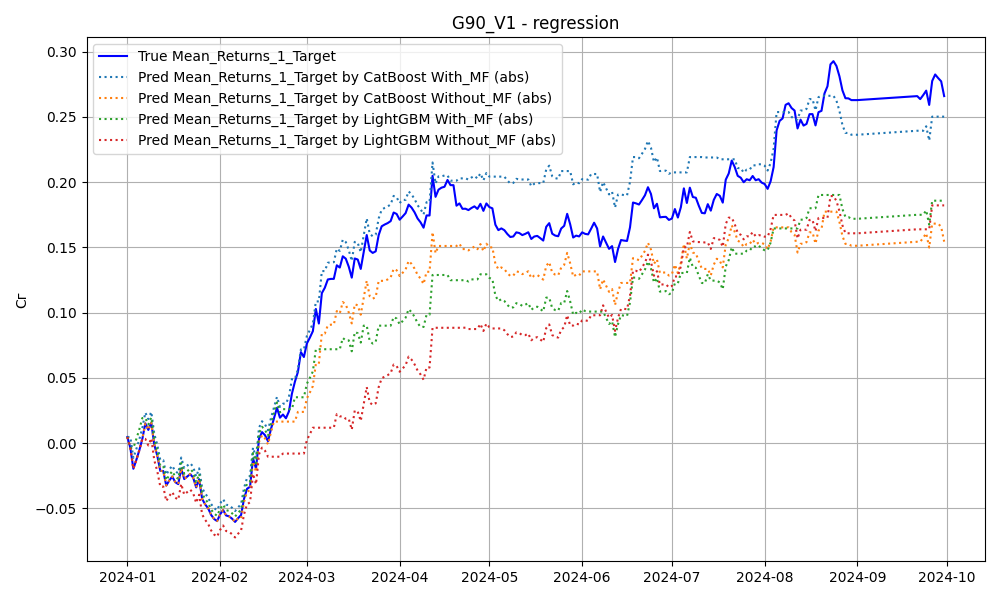 G90_V1 - regression
True Mean_Returns_1_Target
Pred Mean_Returns_1_Target by CatBoost With_MF (abs)
Pred Mean_Returns_1_Target by CatBoost Without_MF (abs)
Pred Mean_Returns_1_Target by LightGBM With_MF (abs)
Pred Mean_Returns_1_Target by LightGBM Without_MF (abs)
0.30
0.25
0.20
0.15
0.10
0.05
0.00
−0.05
Cr
2024-01 2024-02 2024-03 2024-04 2024-05 2024-06 2024-07 2024-08 2024-09 2024-10